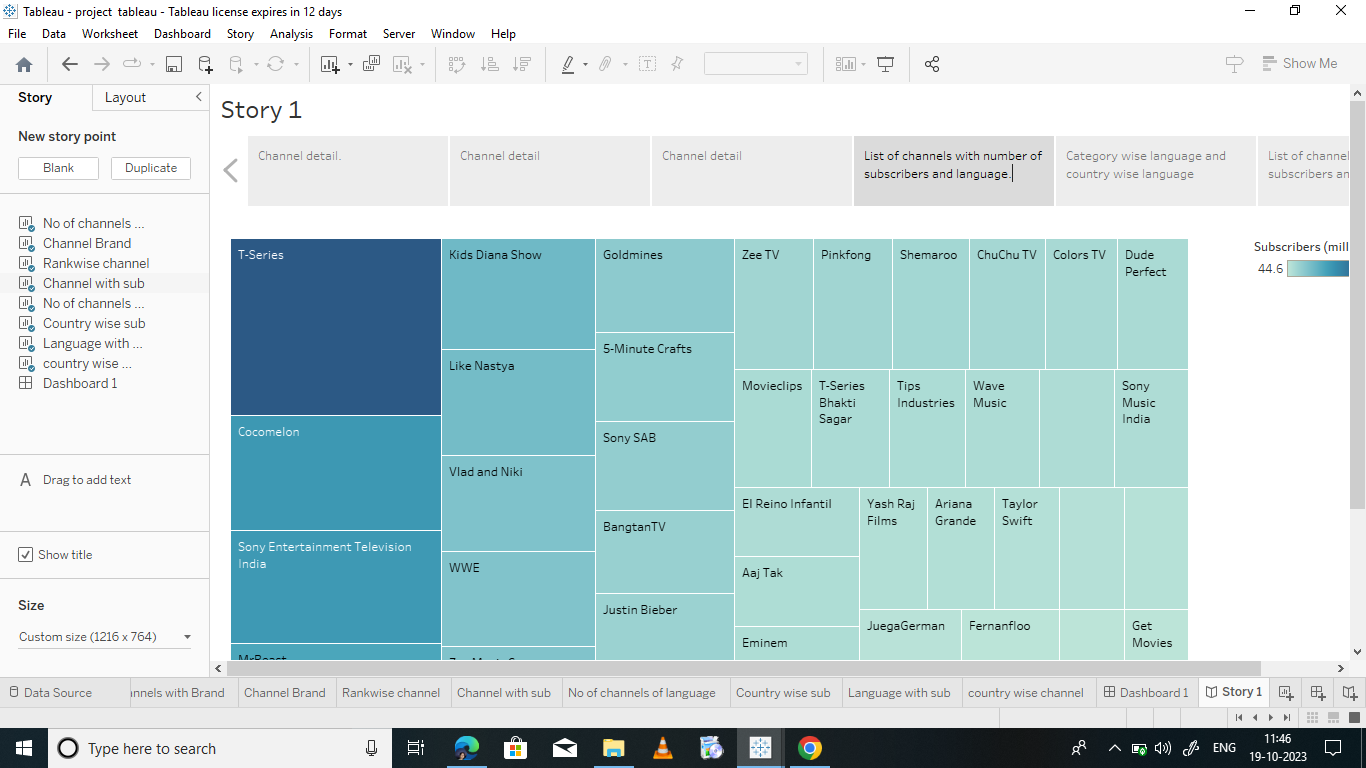 Tableau - project tableau - Tableau license expires in 12 days
File Data Worksheet Dashboard Story Analysis Format Server Window Help
Show Me
Story Layout
New story point
Blank Duplicate
No of channels ...
Channel Brand
Rankwise channel
Channel with sub
No of channels ...
Country wise sub
Language with ...
country wise ...
Dashboard 1
A Drag to add text
Show title
Size
Custom size (1216 x 764)
Story 1
Channel detail.
Channel detail
Channel detail
List of channels with number of
subscribers and language.
Category wise language and
country wise language
List of channel
subscribers an
T-Series
Cocomelon
Sony Entertainment Television
India
MrBeast
Kids Diana Show
Like Nastya
Vlad and Niki
WWE
Goldmines
5-Minute Crafts
Sony SAB
BangtanTV
Justin Bieber
Zee TV
Pinkfong
Shemaroo
ChuChu TV
Colors TV
Dude
Perfect
Movieclips
T-Series
Bhakti
Sagar
Tips
Industries
Wave
Music
Sony
Music
India
El Reino Infantil
Aaj Tak
Eminem
Yash Raj
Films
Ariana
Grande
Taylor
Swift
JuegaGerman
Fernanfloo
Get
Movies
Subscribers (mill
44.6
Data Source
nnels with Brand
Channel Brand
Rankwise channel
Channel with sub
No of channels of language
Country wise sub
Language with sub
country wise channel
Dashboard 1
Story 1
Type here to search
ENG
11:46
19-10-2023